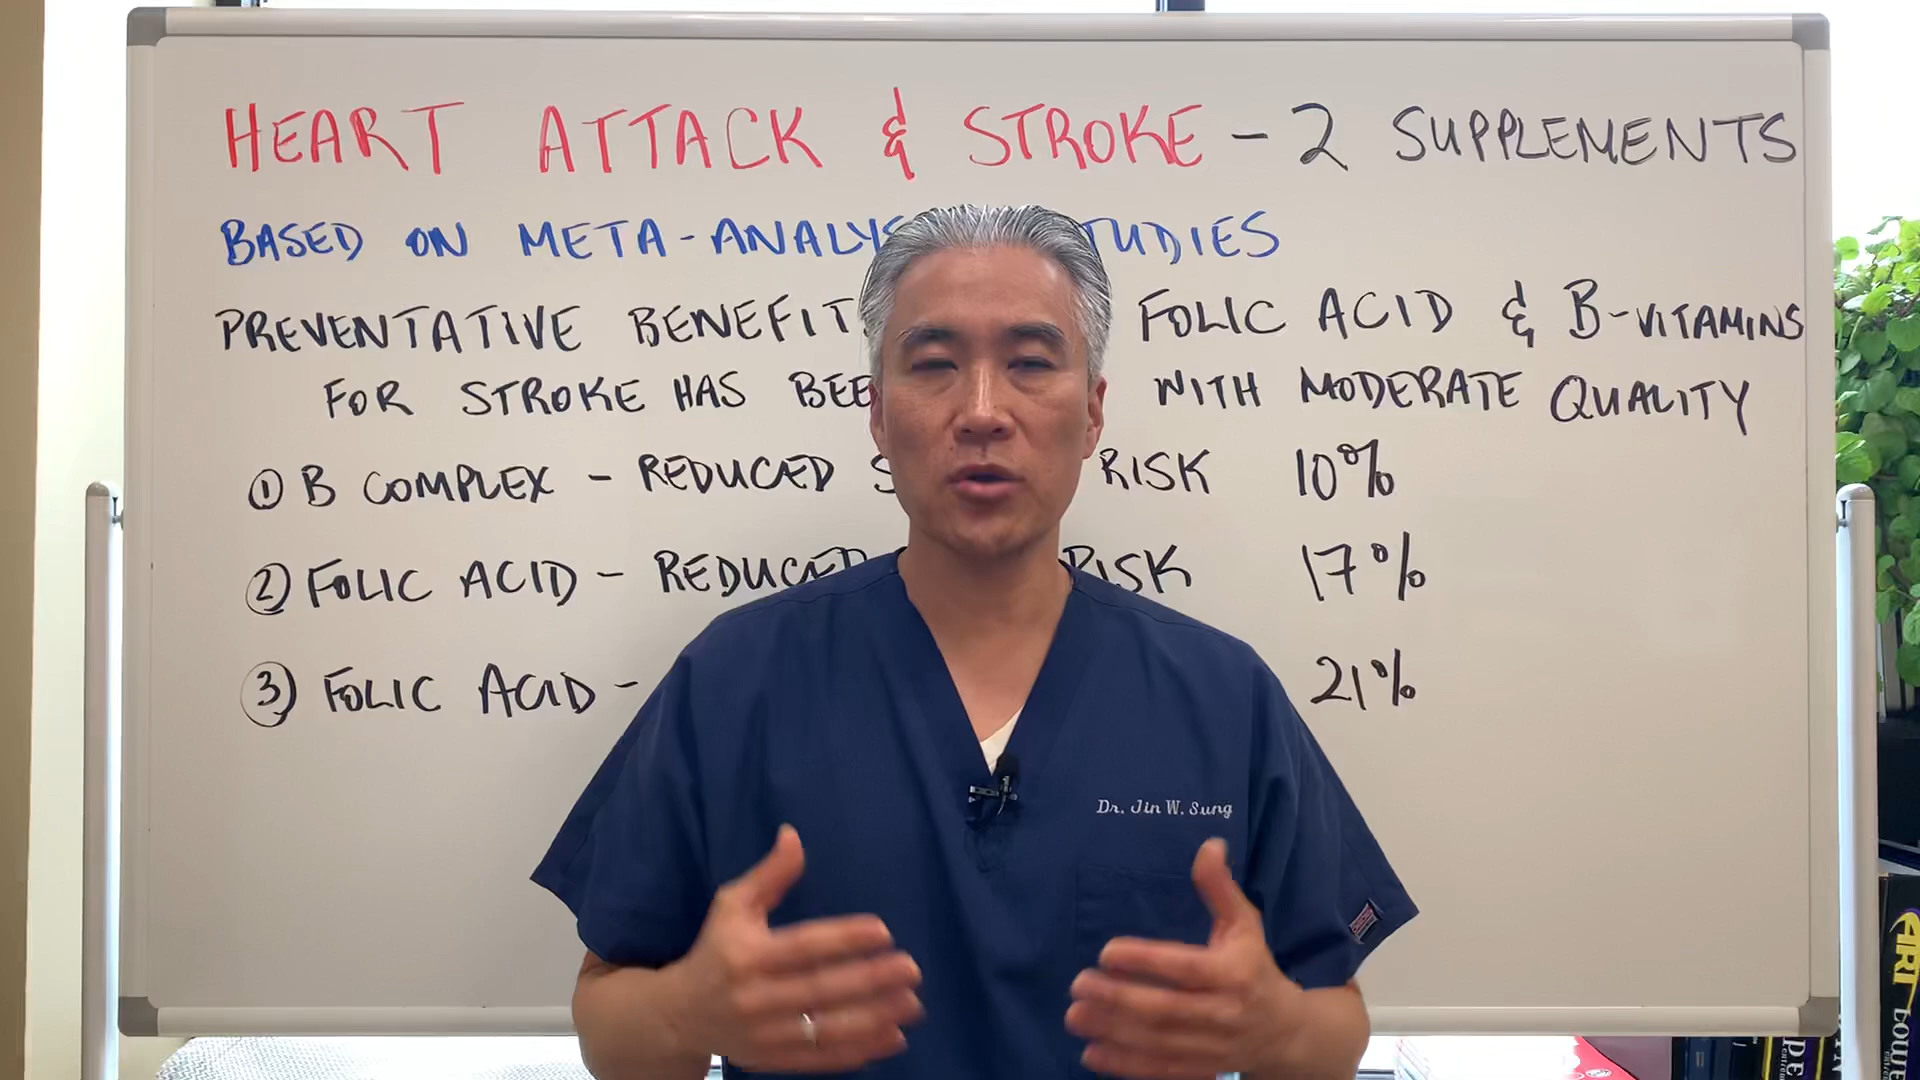 HEART ATTACK & STROKE - 2 SUPPLEMENTS
BASED ON META-ANALYS TUDIES
PREVENTATIVE BENEFIT FOLIC ACID & B-VITAMINS
FOR STROKE HAS BEE WITH MODERATE QUALITY
① B COMPLEX - REDUCED S RISK 10%
② FOLIC ACID - REDUCED RISK 17%
③ FOLIC ACID - 21%
Dr. Jin W. Sung
ART